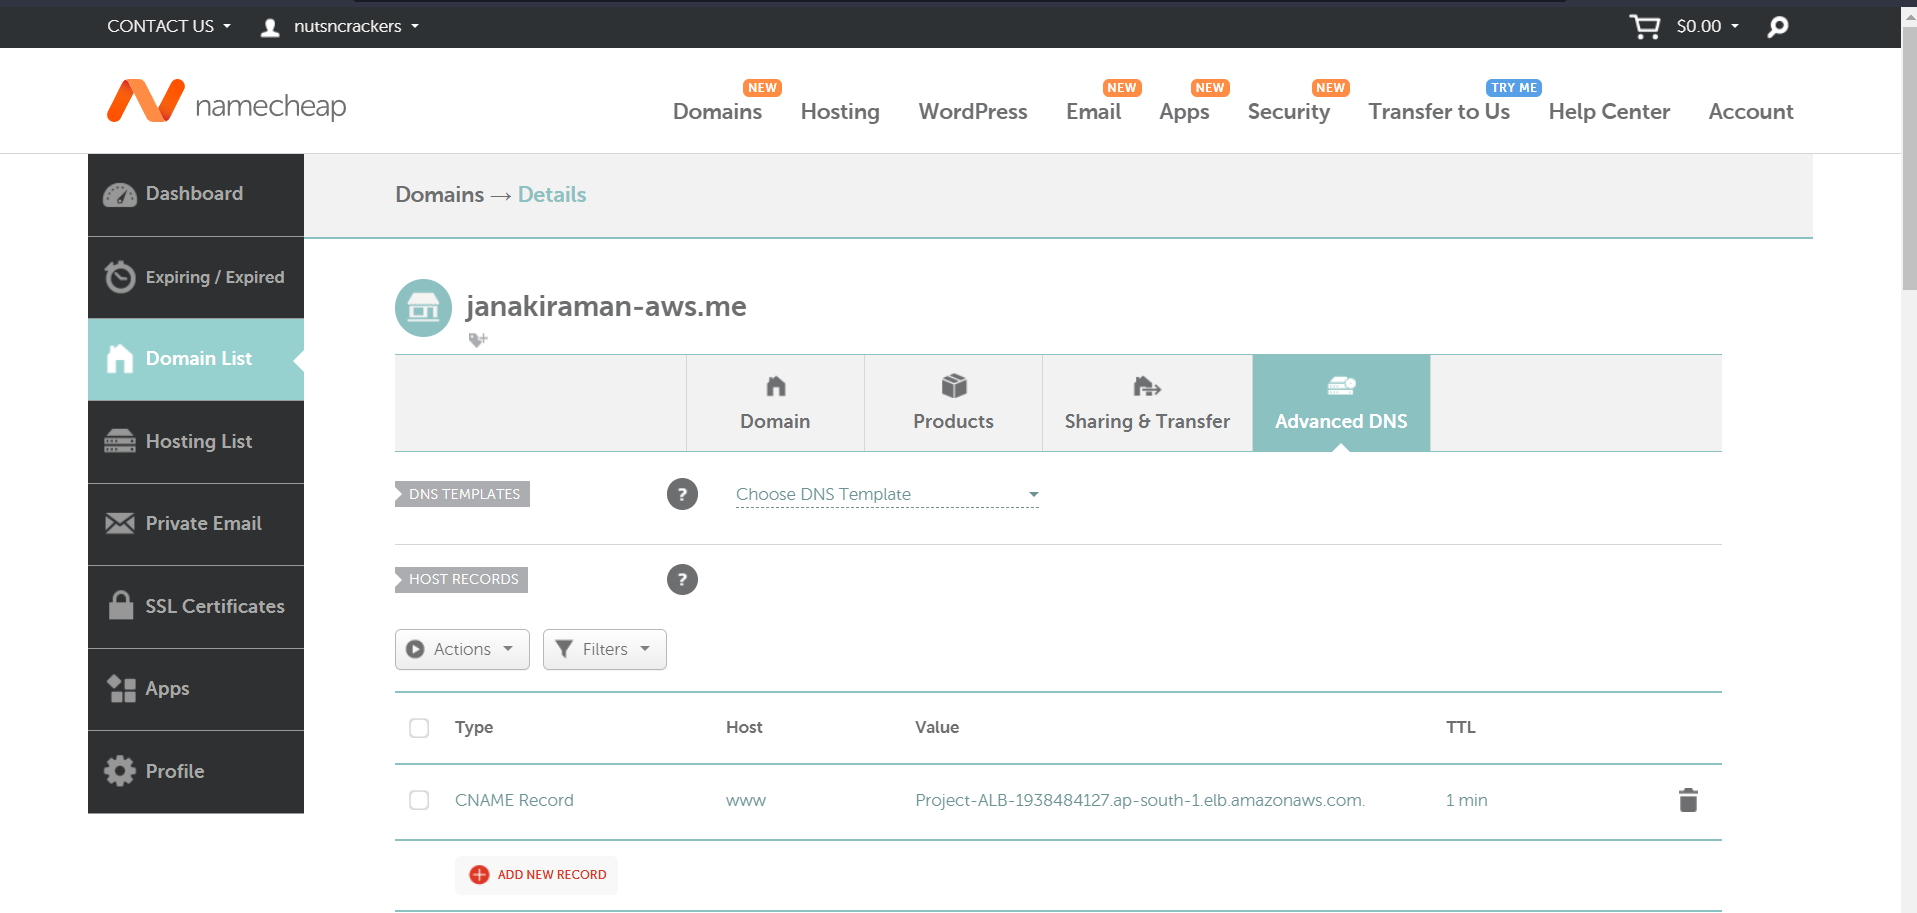 CONTACT US
nutsncrackers
$0.00
namecheap
NEW
Domains
Hosting
WordPress
NEW
Email
NEW
Apps
NEW
Security
TRY ME
Transfer to Us
Help Center
Account
Dashboard
Expiring / Expired
Domain List
Hosting List
Private Email
SSL Certificates
Apps
Profile
Domains → Details
janakiraman-aws.me
Domain
Products
Sharing & Transfer
Advanced DNS
DNS TEMPLATES
?
Choose DNS Template
HOST RECORDS
?
Actions
Filters
Type Host Value TTL
CNAME Record www Project-ALB-1938484127.ap-south-1.elb.amazonaws.com. 1 min
ADD NEW RECORD